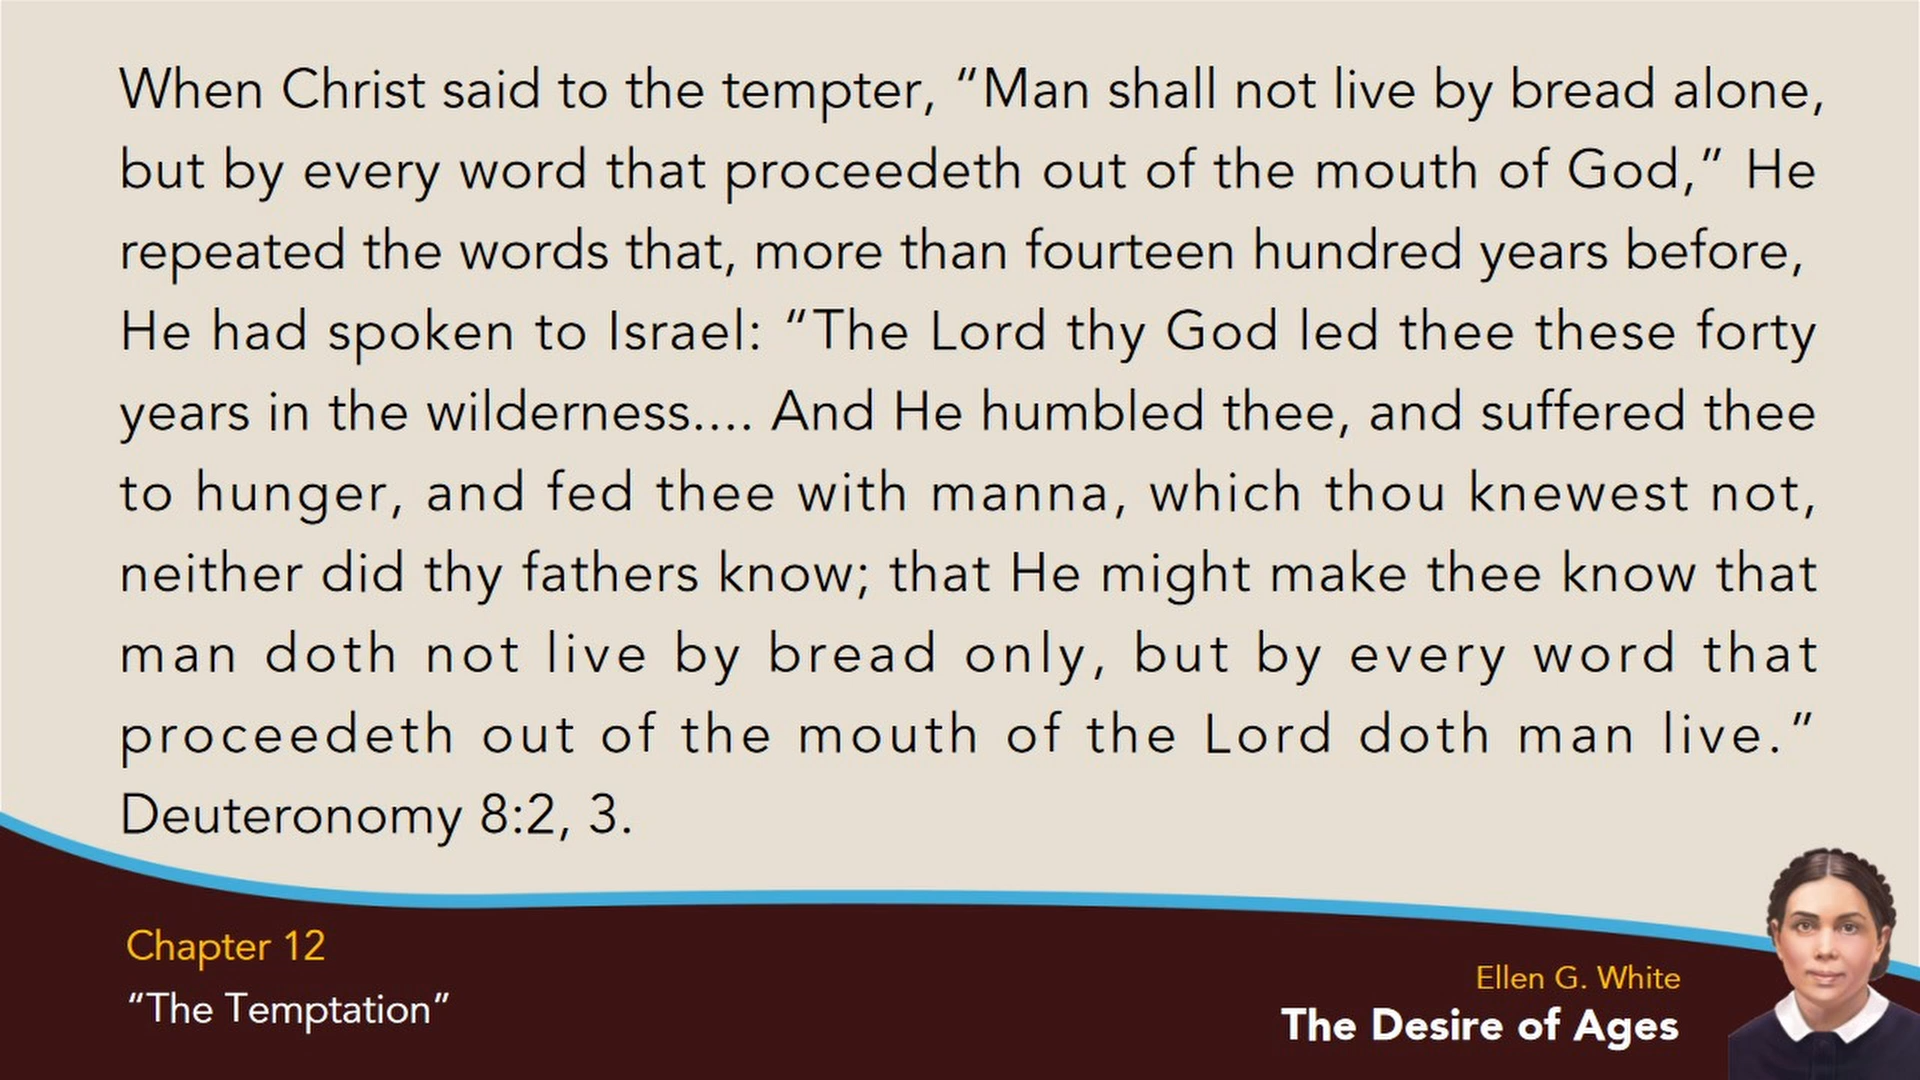 When Christ said to the tempter, “Man shall not live by bread alone,
but by every word that proceedeth out of the mouth of God,” He
repeated the words that, more than fourteen hundred years before,
He had spoken to Israel: “The Lord thy God led thee these forty
years in the wilderness.... And He humbled thee, and suffered thee
to hunger, and fed thee with manna, which thou knewest not,
neither did thy fathers know; that He might make thee know that
man doth not live by bread only, but by every word that
proceedeth out of the mouth of the Lord doth man live.”
Deuteronomy 8:2, 3.
Chapter 12
“The Temptation”
Ellen G. White
The Desire of Ages